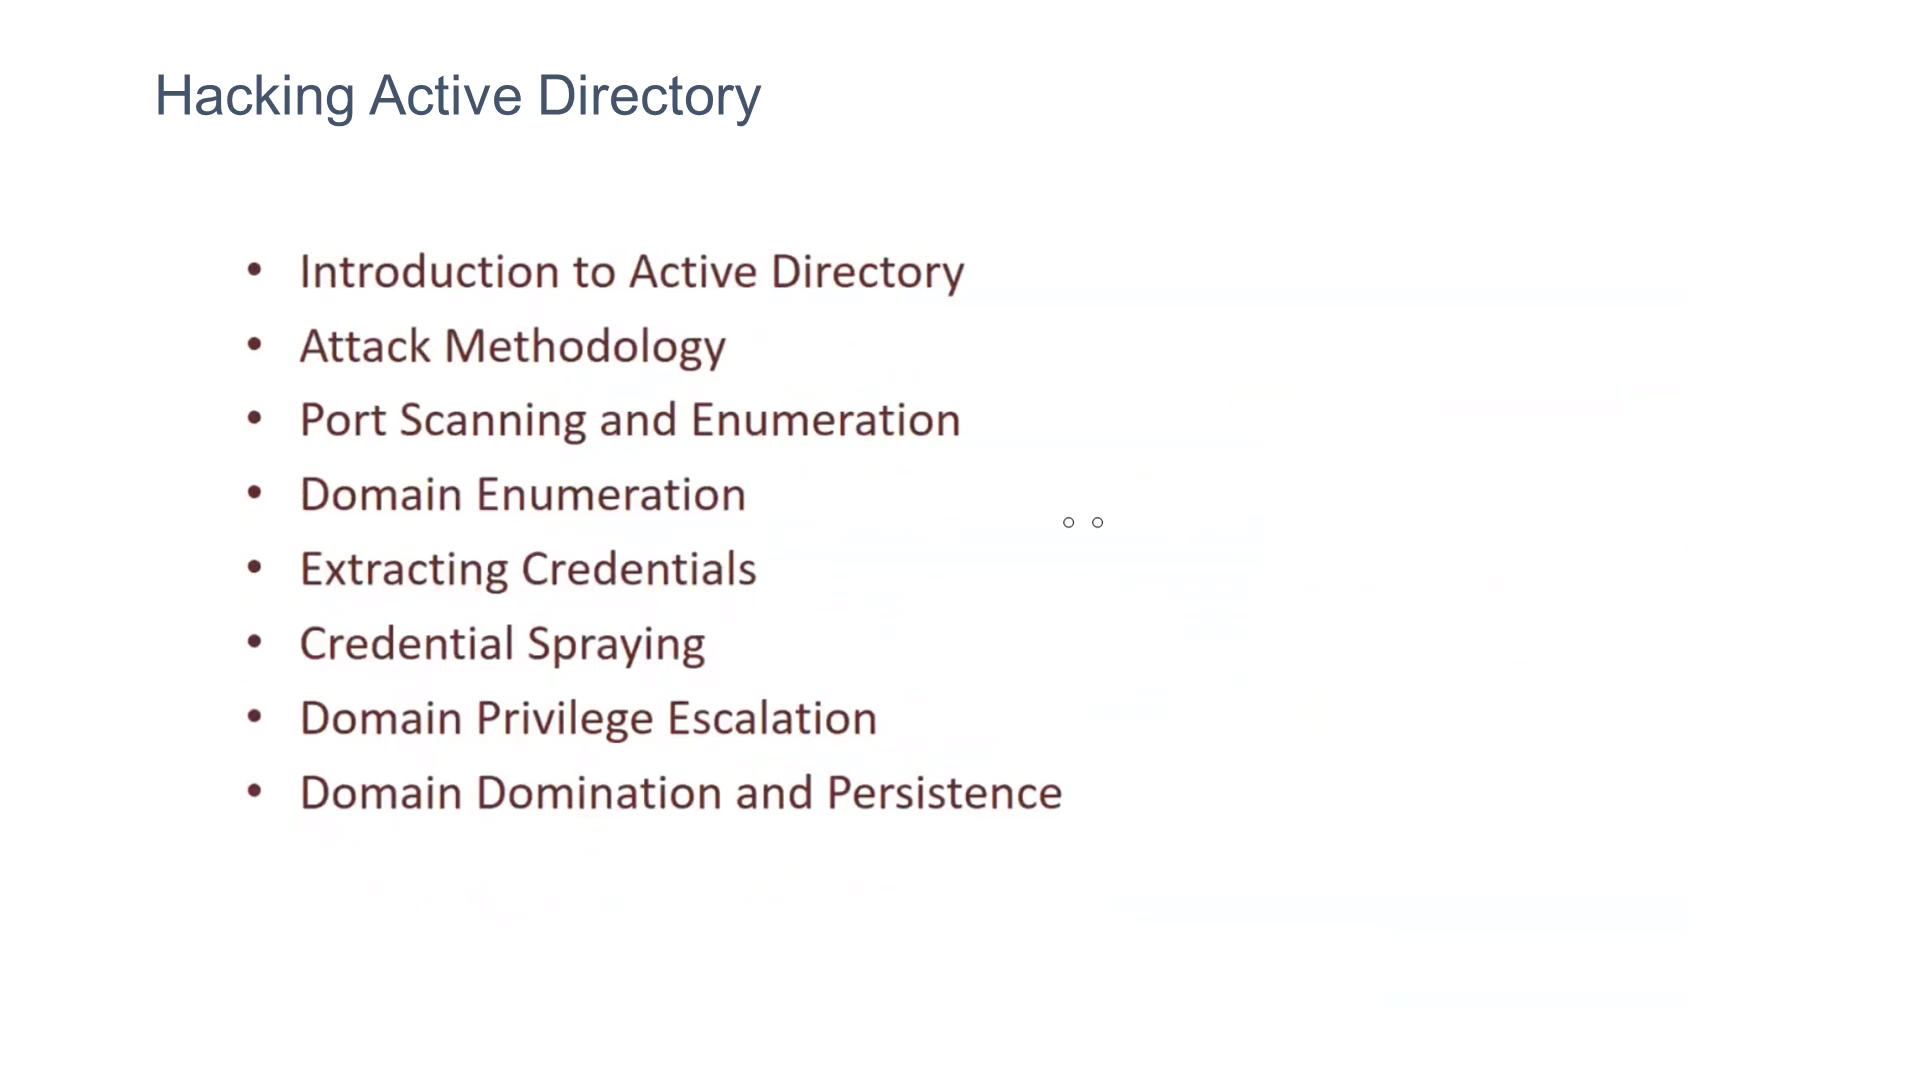 Hacking Active Directory
• Introduction to Active Directory
• Attack Methodology
• Port Scanning and Enumeration
• Domain Enumeration
• Extracting Credentials
• Credential Spraying
• Domain Privilege Escalation
• Domain Domination and Persistence